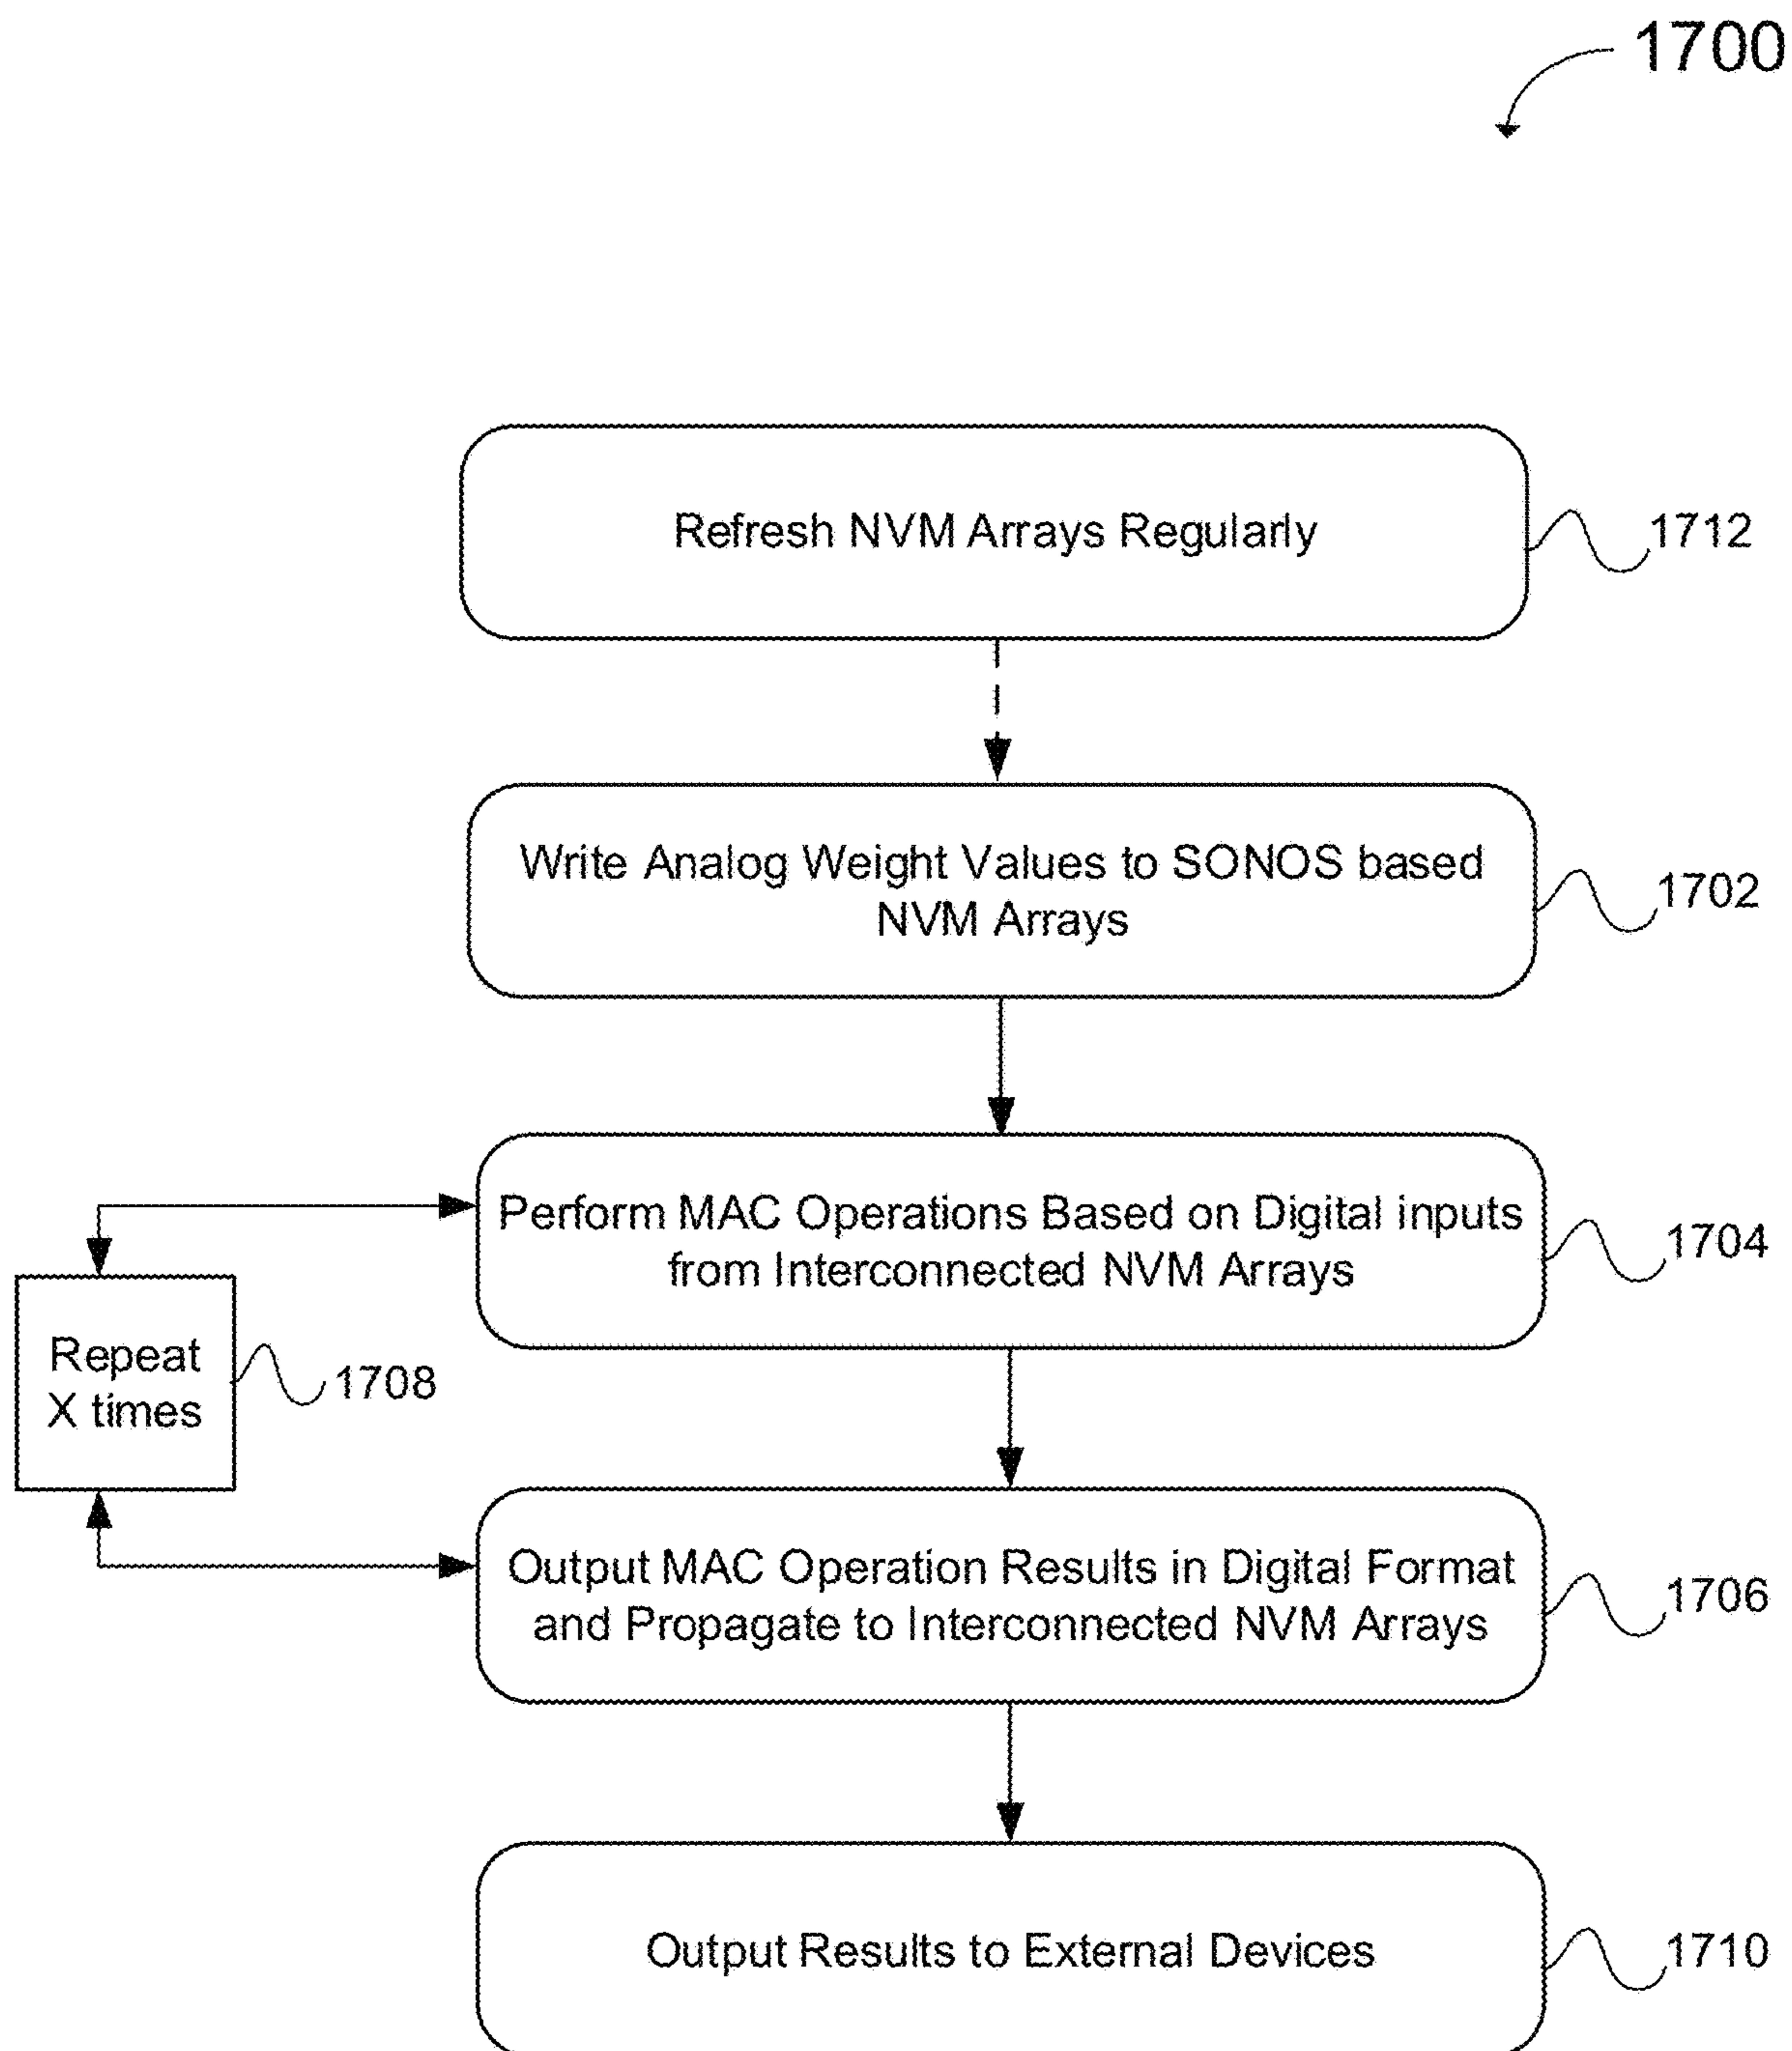 1700
Refresh NVM Arrays Regularly
1712
Write Analog Weight Values to SONOS based
NVM Arrays
1702
Perform MAC Operations Based on Digital inputs
from Interconnected NVM Arrays
1704
Repeat
X times
1708
Output MAC Operation Results in Digital Format
and Propagate to Interconnected NVM Arrays
1706
Output Results to External Devices
1710